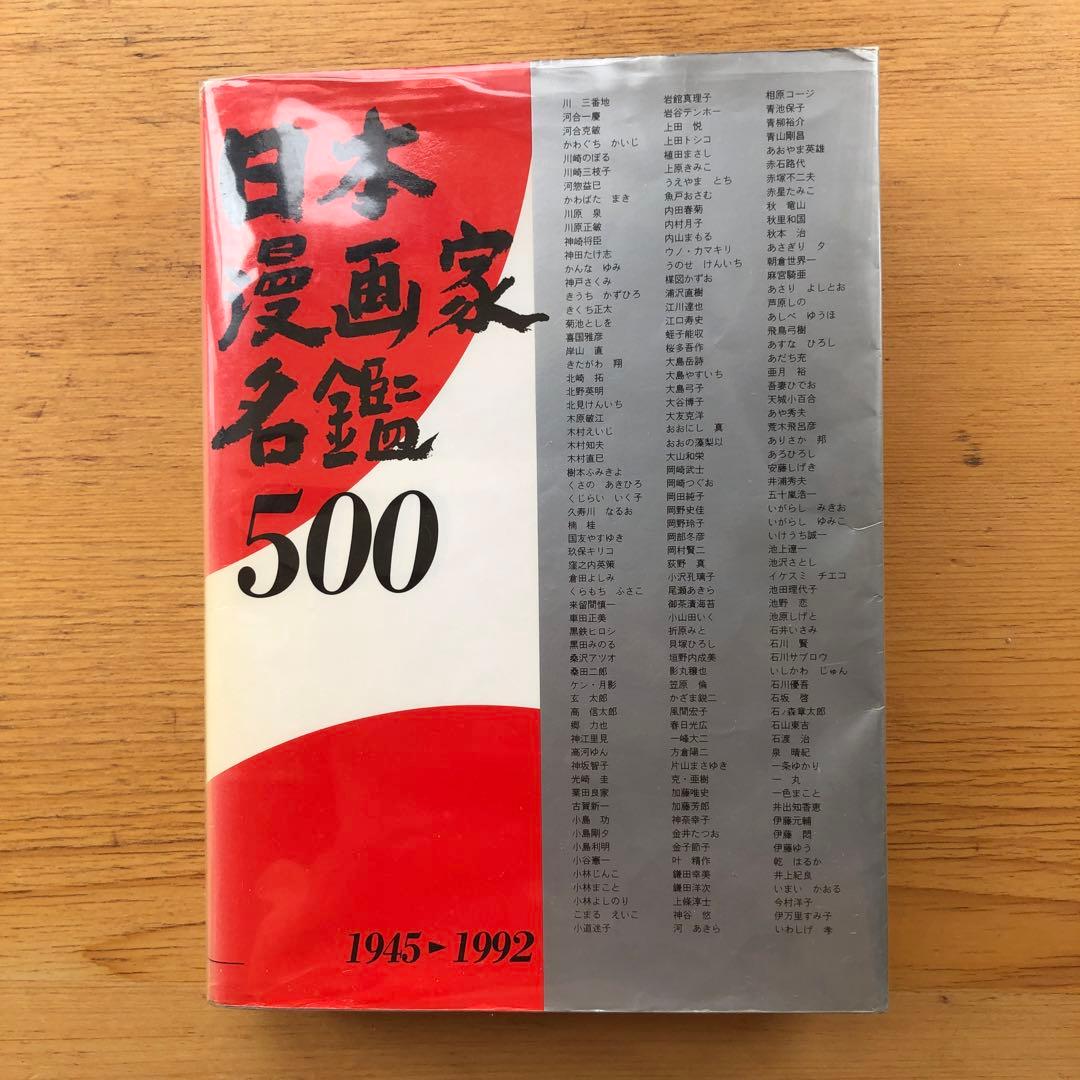 日本
漫画家
名鑑
500
1945►1992
相原コージ
青池保子
青柳裕介
青山剛昌
あおやま英雄
赤石路代
赤塚不二夫
赤星たみこ
秋　竜山
秋里和国
秋本　治
あさぎり　夕
朝倉世界一
麻宮騎亜
あさり　よしとお
芦原しの
あしべ　ゆうほ
飛鳥弓樹
あすな　ひろし
あだち充
亜月　裕
吾妻ひでお
天城小百合
あや秀夫
荒木飛呂彦
ありさか　邦
あろひろし
安藤しげき
井浦秀夫
五十嵐浩一
いがらし　みきお
いがらし　ゆみこ
いけうち誠一
池上遼一
池沢さとし
イケスミ　チエコ
池田理代子
池野　恋
池原しげと
石井いさみ
石川　賢
石川サブロウ
いしかわ　じゅん
石川優吾
石坂　啓
石ノ森章太郎
石山東吉
石渡　治
泉　晴紀
一条ゆかり
一　丸
一色まこと
井出知香恵
伊藤元輔
伊藤　悶
伊藤ゆう
乾　はるか
井上紀良
いまい　かおる
今村洋子
伊万里すみ子
いわしげ　孝
岩館真理子
岩谷テンホー
上田　悦
上田トシコ
植田まさし
上原きみこ
うえやま　とち
魚戸おさむ
内田春菊
内村月子
内山まもる
ウノ・カマキリ
うのせ　けんいち
楳図かずお
浦沢直樹
江川達也
江口寿史
蛭子能収
桜多吾作
大島岳詩
大島やすいち
大島弓子
大谷博子
大友克洋
おおにし　真
おおの藻梨以
大山和栄
岡崎武士
岡崎つぐお
岡田純子
岡野史佳
岡野玲子
岡部冬彦
岡村賢二
荻野　真
小沢孔璃子
尾瀬あきら
御茶漬海苔
小山田いく
折原みと
貝塚ひろし
垣野内成美
影丸穣也
笠原　倫
かざま鋭二
風間宏子
春日光広
一峰大二
方倉陽二
片山まさゆき
克・亜樹
加藤唯史
加藤芳郎
神奈幸子
金井たつお
金子節子
叶　精作
鎌田幸美
鎌田洋次
上條淳士
神谷　悠
河　あきら
川　三番地
河合一慶
河合克敏
かわぐち　かいじ
川崎のぼる
川崎三枝子
河惣益巳
かわばた　まき
川原　泉
川原正敏
神崎将臣
神田たけ志
かんな　ゆみ
神戸さくみ
きうち　かずひろ
きくち正太
菊池としを
喜国雅彦
岸山　直
きたがわ　翔
北崎　拓
北野英明
北見けんいち
木原敏江
木村えいじ
木村知夫
木村直巳
樹本ふみきよ
くさの　あきひろ
くじらい　いく子
久寿川　なるお
楠　桂
国友やすゆき
玖保キリコ
窪之内英策
倉田よしみ
くらもち　ふさこ
来留間慎一
車田正美
黒鉄ヒロシ
黒田みのる
桑沢アツオ
桑田二郎
ケン・月影
玄　太郎
高　信太郎
郷　力也
神江里見
高河ゆん
神坂智子
光崎　圭
粟田良家
古賀新一
小島　功
小島剛夕
小島利明
小谷憲一
小林じんこ
小林まこと
小林よしのり
こまる　えいこ
小道迷子